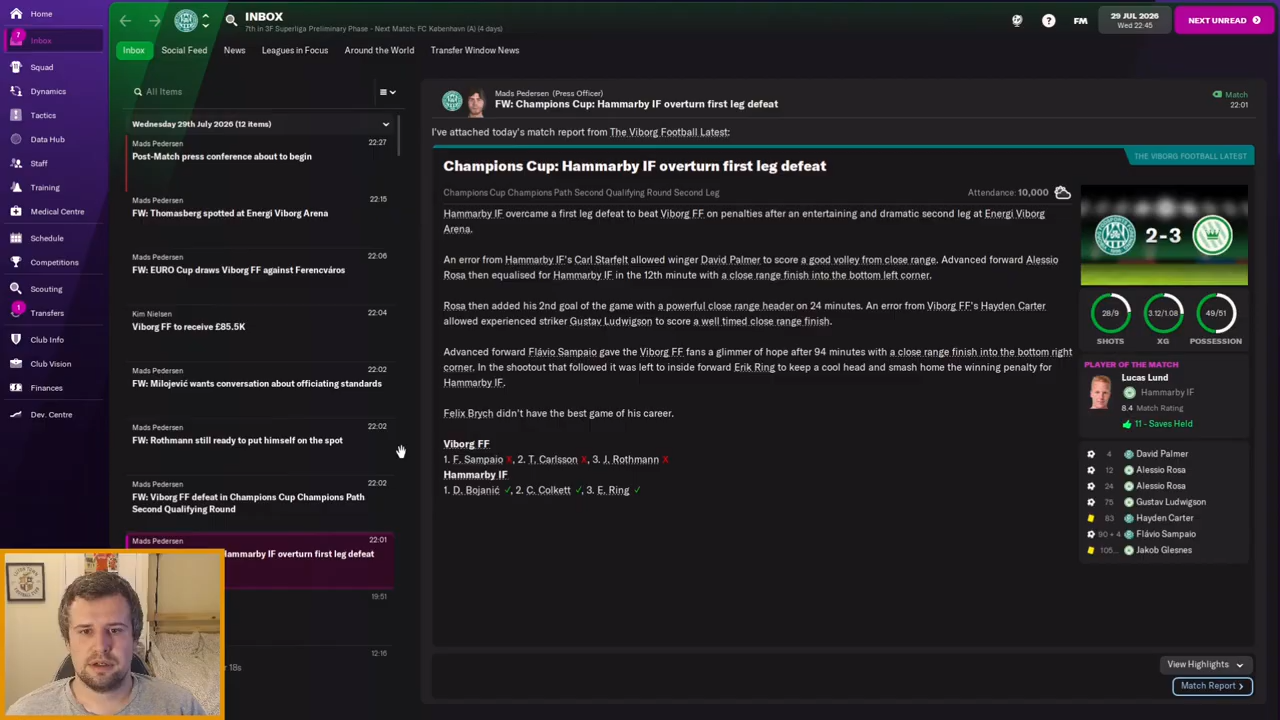 Home
7
Inbox
Squad
Dynamics
Tactics
Data Hub
Staff
Training
Medical Centre
Schedule
Competitions
Scouting
1
Transfers
Club Info
Club Vision
Finances
Dev. Centre
INBOX
7th in 3F Superliga Preliminary Phase - Next Match: FC København (A) (4 days)
FM
29 JUL 2026
Wed 22:45
NEXT UNREAD
Inbox
Social Feed
News
Leagues in Focus
Around the World
Transfer Window News
All Items
Wednesday 29th July 2026 (12 items)
Mads Pedersen 22:27
Post-Match press conference about to begin
Mads Pedersen 22:15
FW: Thomasberg spotted at Energi Viborg Arena
Mads Pedersen 22:06
FW: EURO Cup draws Viborg FF against Ferencváros
Kim Nielsen 22:04
Viborg FF to receive £85.5K
Mads Pedersen 22:02
FW: Milojević wants conversation about officiating standards
Mads Pedersen 22:02
FW: Rothmann still ready to put himself on the spot
Mads Pedersen 22:02
FW: Viborg FF defeat in Champions Cup Champions Path
Second Qualifying Round
Mads Pedersen 22:01
Hammarby IF overturn first leg defeat
19:51
12:16
r 18s
Mads Pedersen (Press Officer)
FW: Champions Cup: Hammarby IF overturn first leg defeat
Match
22:01
I've attached today's match report from The Viborg Football Latest:
THE VIBORG FOOTBALL LATEST
Champions Cup: Hammarby IF overturn first leg defeat
Champions Cup Champions Path Second Qualifying Round Second Leg
Attendance: 10,000
Hammarby IF overcame a first leg defeat to beat Viborg FF on penalties after an entertaining and dramatic second leg at Energi Viborg
Arena.
An error from Hammarby IF's Carl Starfelt allowed winger David Palmer to score a good volley from close range. Advanced forward Alessio
Rosa then equalised for Hammarby IF in the 12th minute with a close range finish into the bottom left corner.
Rosa then added his 2nd goal of the game with a powerful close range header on 24 minutes. An error from Viborg FF's Hayden Carter
allowed experienced striker Gustav Ludwigson to score a well timed close range finish.
Advanced forward Flávio Sampaio gave the Viborg FF fans a glimmer of hope after 94 minutes with a close range finish into the bottom right
corner. In the shootout that followed it was left to inside forward Erik Ring to keep a cool head and smash home the winning penalty for
Hammarby IF.
Felix Brych didn't have the best game of his career.
Viborg FF
1. F. Sampaio X, 2. T. Carlsson X, 3. J. Rothmann X
Hammarby IF
1. D. Bojanić ✓, 2. C. Colkett ✓, 3. E. Ring ✓
2-3
28/9
3.12/1.08
49/51
SHOTS
XG
POSSESSION
PLAYER OF THE MATCH
Lucas Lund
Hammarby IF
8.4 Match Rating
11 - Saves Held
4 David Palmer
12 Alessio Rosa
24 Alessio Rosa
75 Gustav Ludwigson
83 Hayden Carter
90 + 4 Flávio Sampaio
105... Jakob Glesnes
View Highlights
Match Report